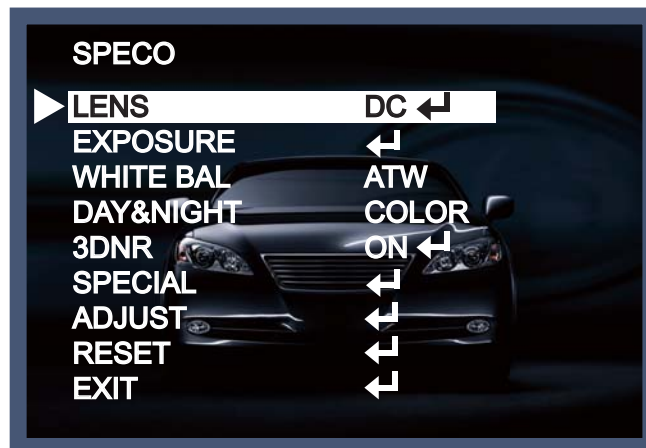 SPECO
LENS DC ↵
EXPOSURE ↵
WHITE BAL ATW
DAY&NIGHT COLOR
3DNR ON ↵
SPECIAL ↵
ADJUST ↵
RESET ↵
EXIT ↵